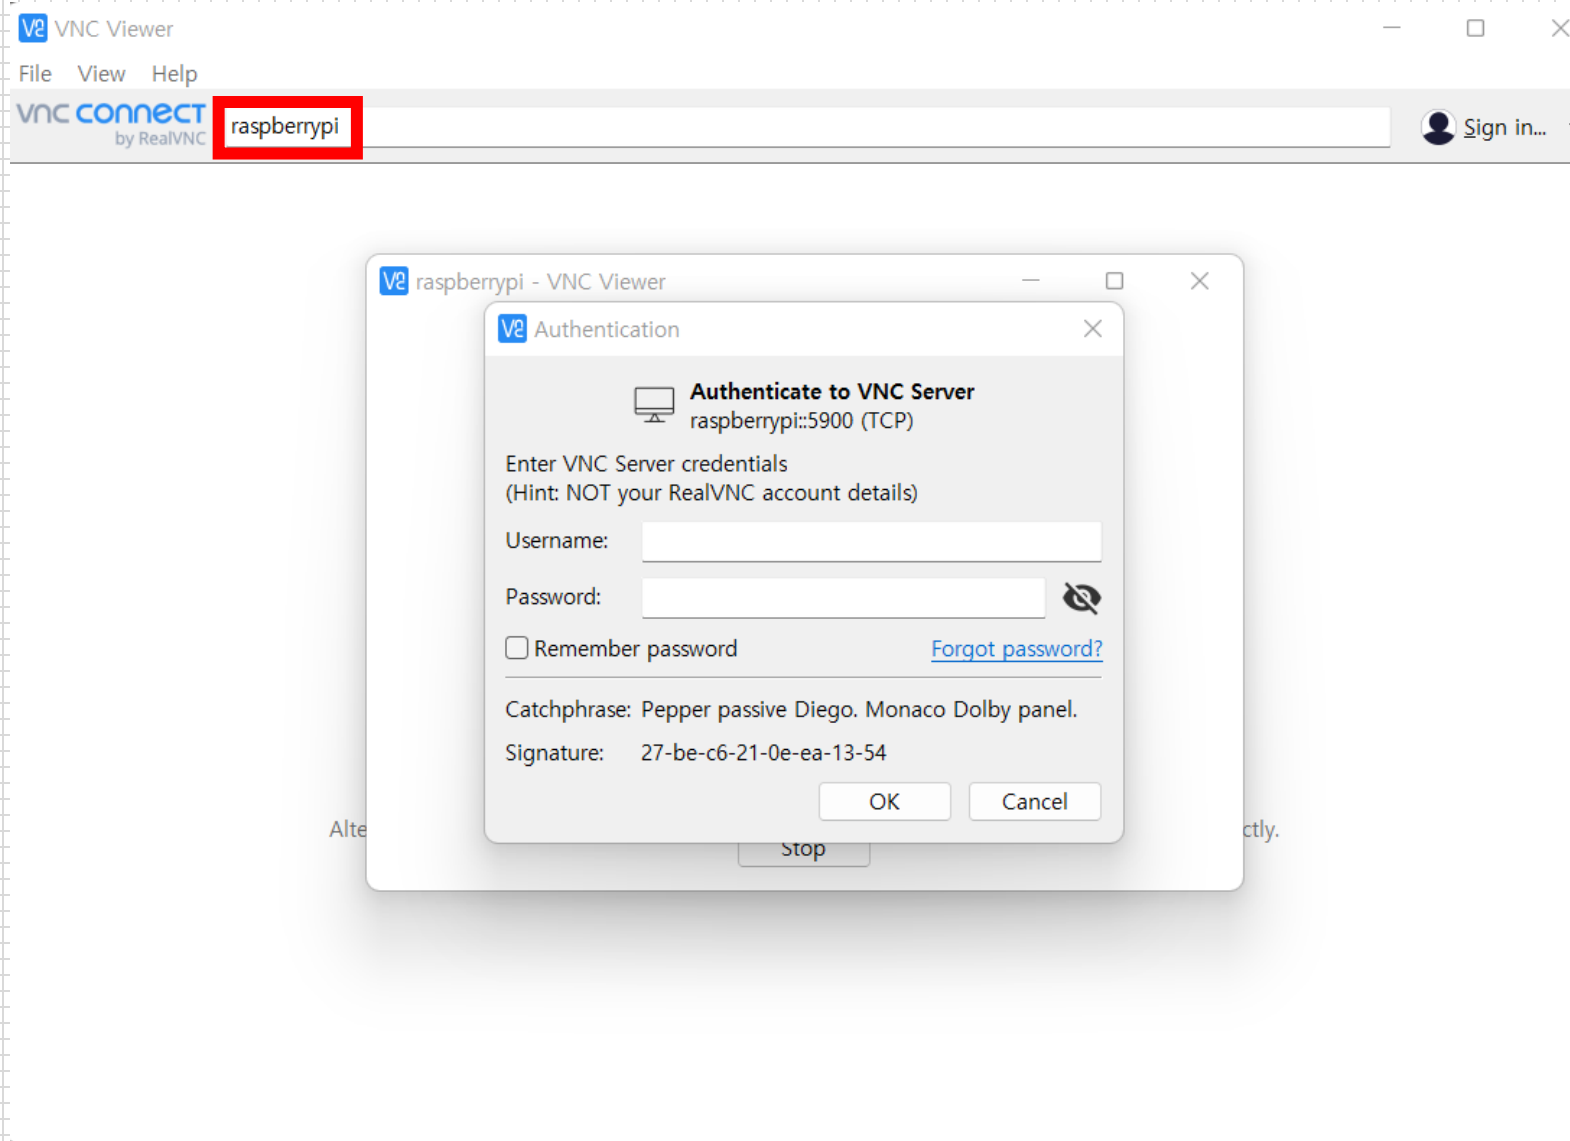 VNC Viewer
File View Help
vnc connect
by RealVNC
raspberrypi
Sign in...
raspberrypi - VNC Viewer
Authentication
Authenticate to VNC Server
raspberrypi::5900 (TCP)
Enter VNC Server credentials
(Hint: NOT your RealVNC account details)
Username:
Password:
Remember password Forgot password?
Catchphrase: Pepper passive Diego. Monaco Dolby panel.
Signature: 27-be-c6-21-0e-ea-13-54
OK Cancel
Alte ctly.
Stop